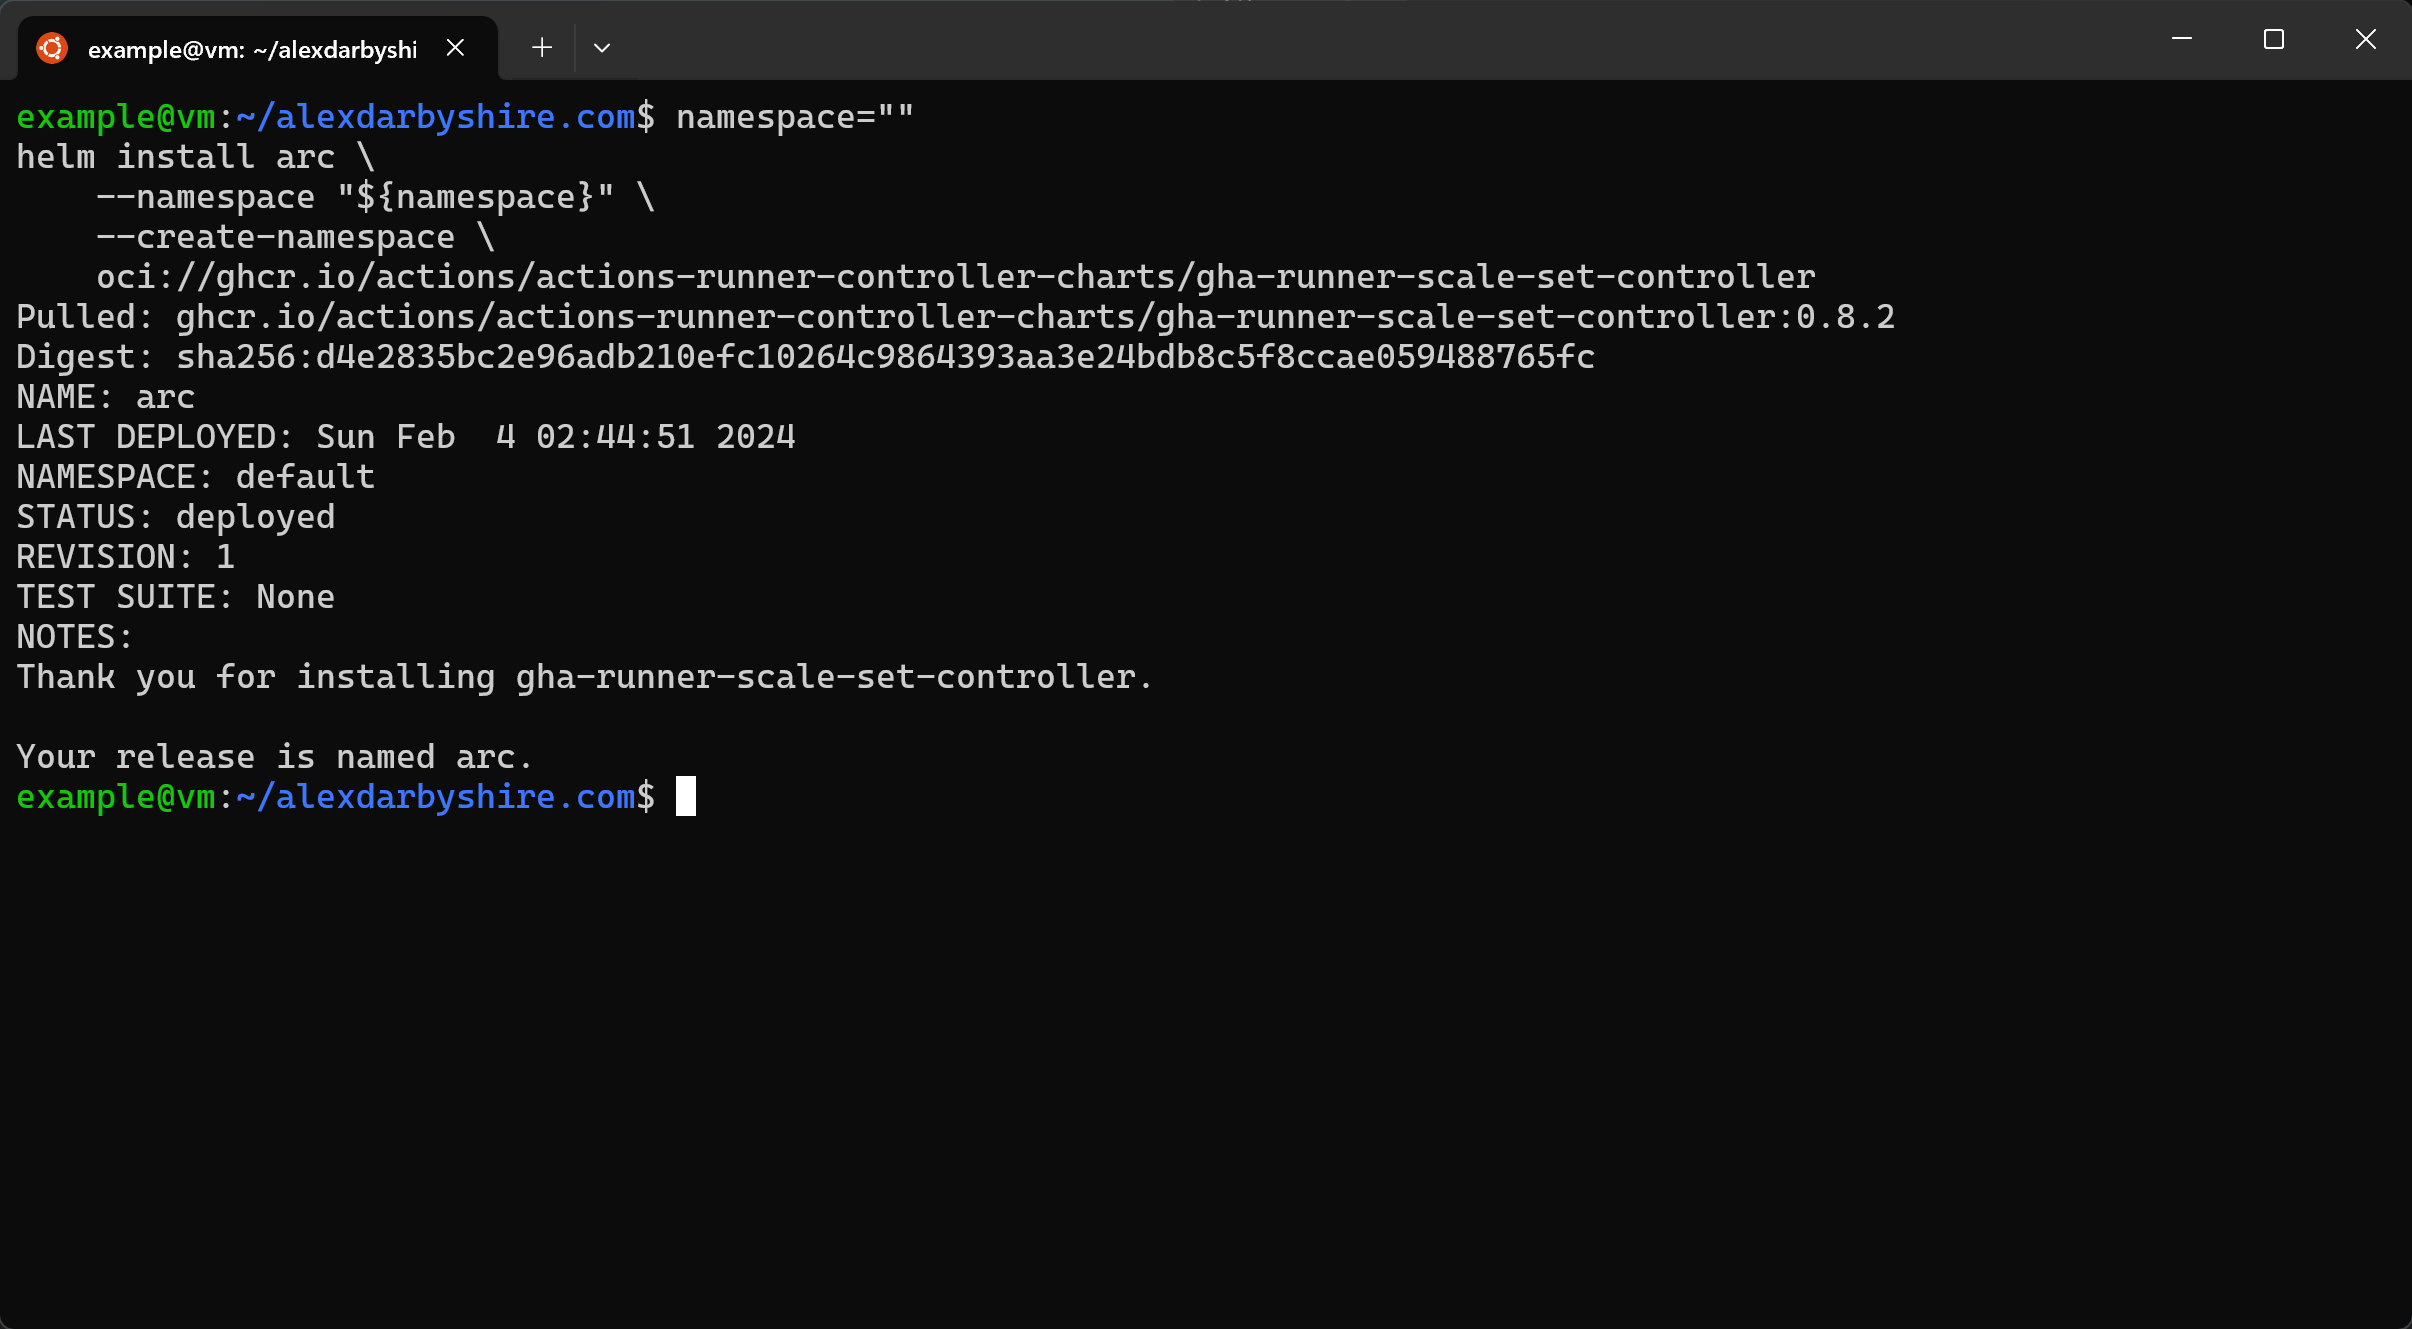 example@vm: ~/alexdarbyshi
example@vm:~/alexdarbyshire.com$ namespace=""
helm install arc \
    --namespace "${namespace}" \
    --create-namespace \
    oci://ghcr.io/actions/actions-runner-controller-charts/gha-runner-scale-set-controller
Pulled: ghcr.io/actions/actions-runner-controller-charts/gha-runner-scale-set-controller:0.8.2
Digest: sha256:d4e2835bc2e96adb210efc10264c9864393aa3e24bdb8c5f8ccae059488765fc
NAME: arc
LAST DEPLOYED: Sun Feb  4 02:44:51 2024
NAMESPACE: default
STATUS: deployed
REVISION: 1
TEST SUITE: None
NOTES:
Thank you for installing gha-runner-scale-set-controller.

Your release is named arc.
example@vm:~/alexdarbyshire.com$